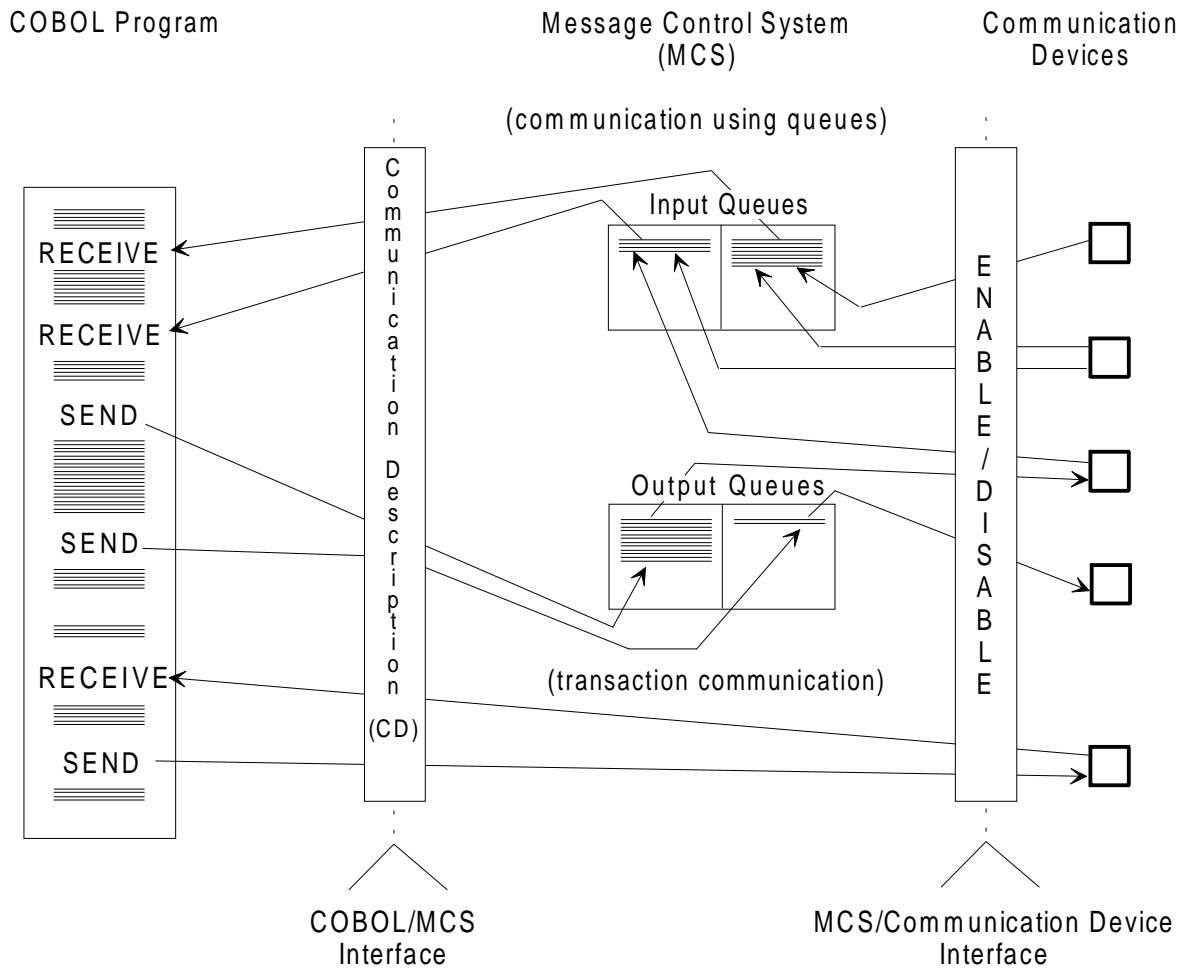 COBOL Program
Message Control System
(MCS)
Communication
Devices
(communication using queues)
Communication Description
(CD)
Input Queues
RECEIVE
RECEIVE
SEND
SEND
RECEIVE
SEND
Output Queues
(transaction communication)
ENABLE/DISABLE
COBOL/MCS
Interface
MCS/Communication Device
Interface